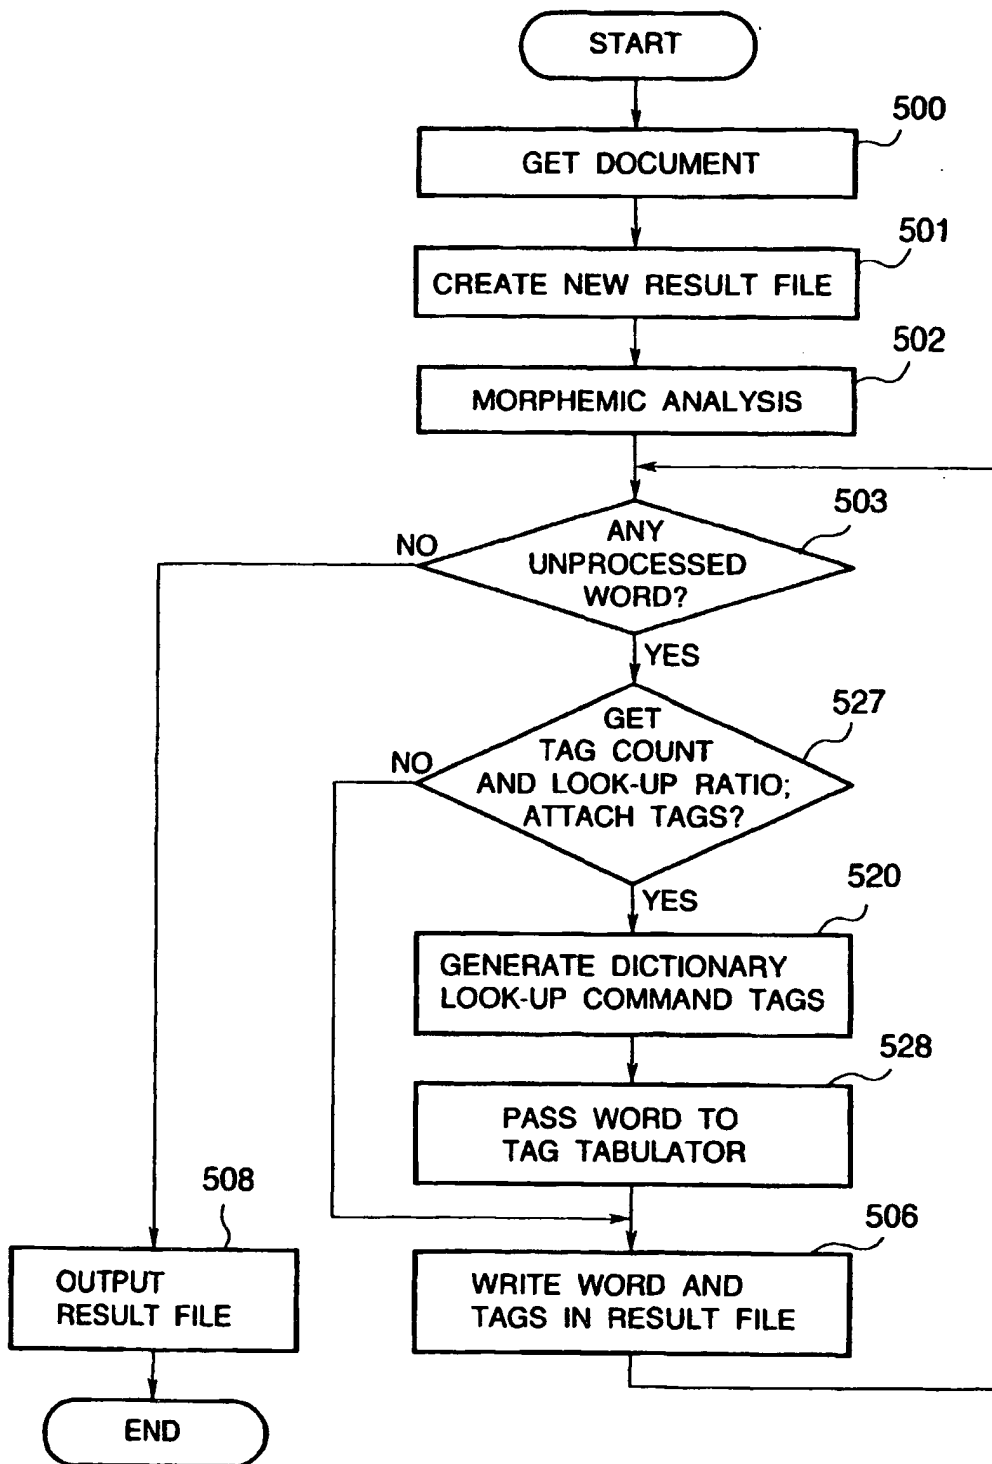 START
500
GET DOCUMENT
501
CREATE NEW RESULT FILE
502
MORPHEMIC ANALYSIS
503
NO
ANY
UNPROCESSED
WORD?
YES
527
NO
GET
TAG COUNT
AND LOOK-UP RATIO;
ATTACH TAGS?
YES
520
GENERATE DICTIONARY
LOOK-UP COMMAND TAGS
528
PASS WORD TO
TAG TABULATOR
508
506
OUTPUT
RESULT FILE
WRITE WORD AND
TAGS IN RESULT FILE
END